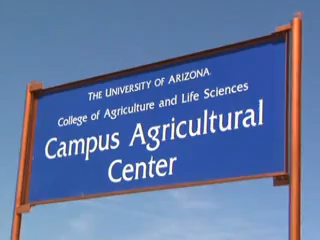 THE UNIVERSITY OF ARIZONA.
College of Agriculture and Life Sciences
Campus Agricultural
Center